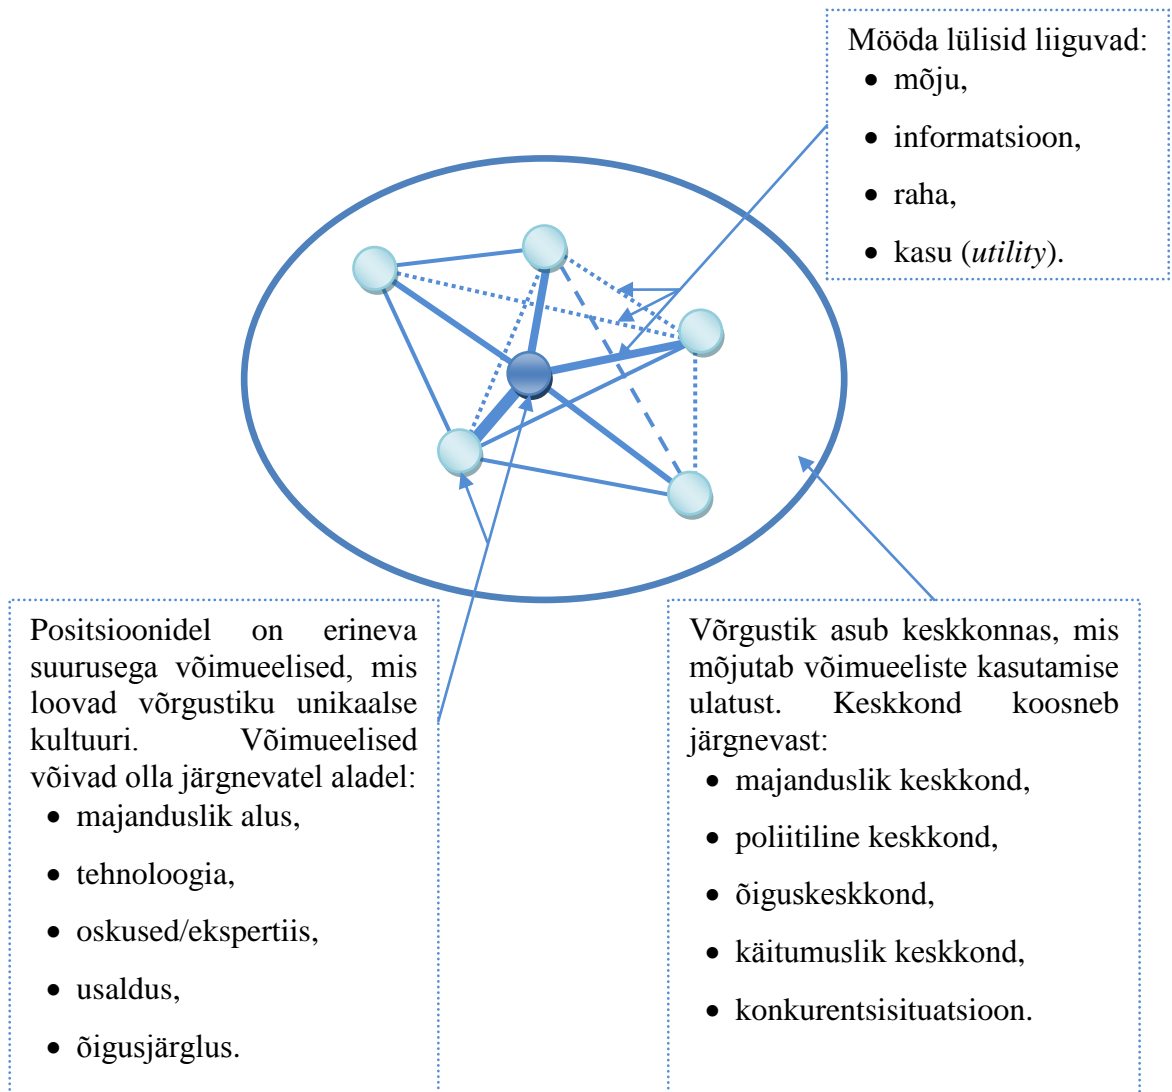 Mööda lülisid liiguvad:
• mõju,
• informatsioon,
• raha,
• kasu (utility).
Positsioonidel on erineva
suurusega võimueelised, mis
loovad võrgustiku unikaalse
kultuuri. Võimueelised
võivad olla järgnevatel aladel:
• majanduslik alus,
• tehnoloogia,
• oskused/ekspertiis,
• usaldus,
• õigusjärglus.
Võrgustik asub keskkonnas, mis
mõjutab võimueeliste kasutamise
ulatust. Keskkond koosneb
järgnevast:
• majanduslik keskkond,
• poliitiline keskkond,
• õiguskeskkond,
• käitumuslik keskkond,
• konkurentsisituatsioon.